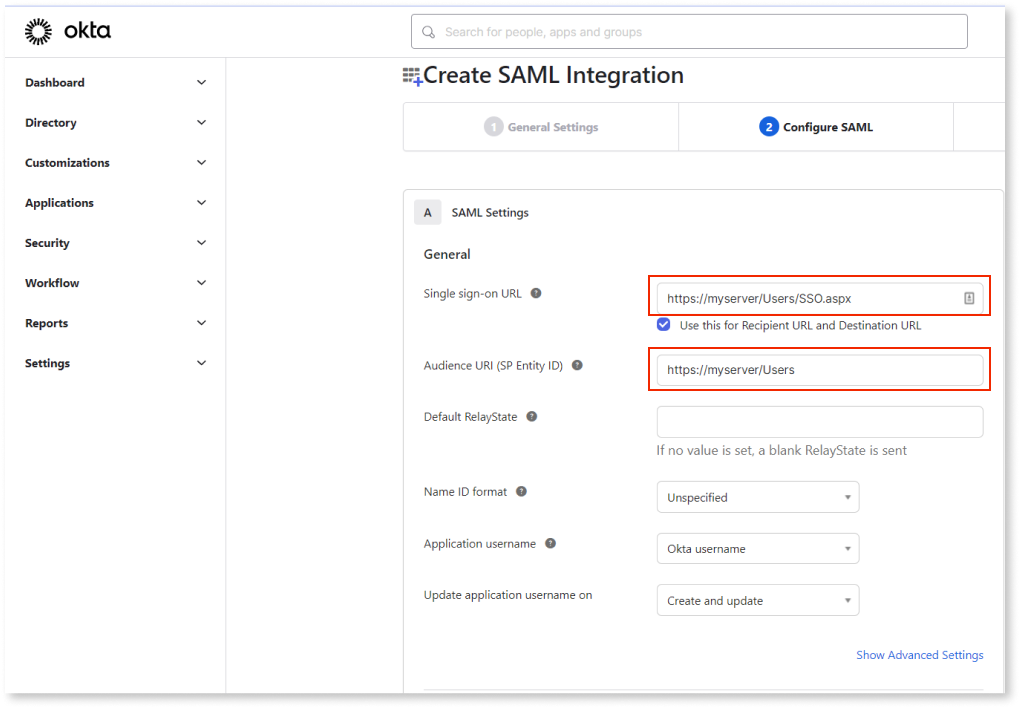 okta
Search for people, apps and groups
Dashboard
Directory
Customizations
Applications
Security
Workflow
Reports
Settings
Create SAML Integration
1 General Settings
2 Configure SAML
A SAML Settings
General
Single sign-on URL ?
https://myserver/Users/SSO.aspx
Use this for Recipient URL and Destination URL
Audience URI (SP Entity ID) ?
https://myserver/Users
Default RelayState ?
If no value is set, a blank RelayState is sent
Name ID format ?
Unspecified
Application username ?
Okta username
Update application username on
Create and update
Show Advanced Settings